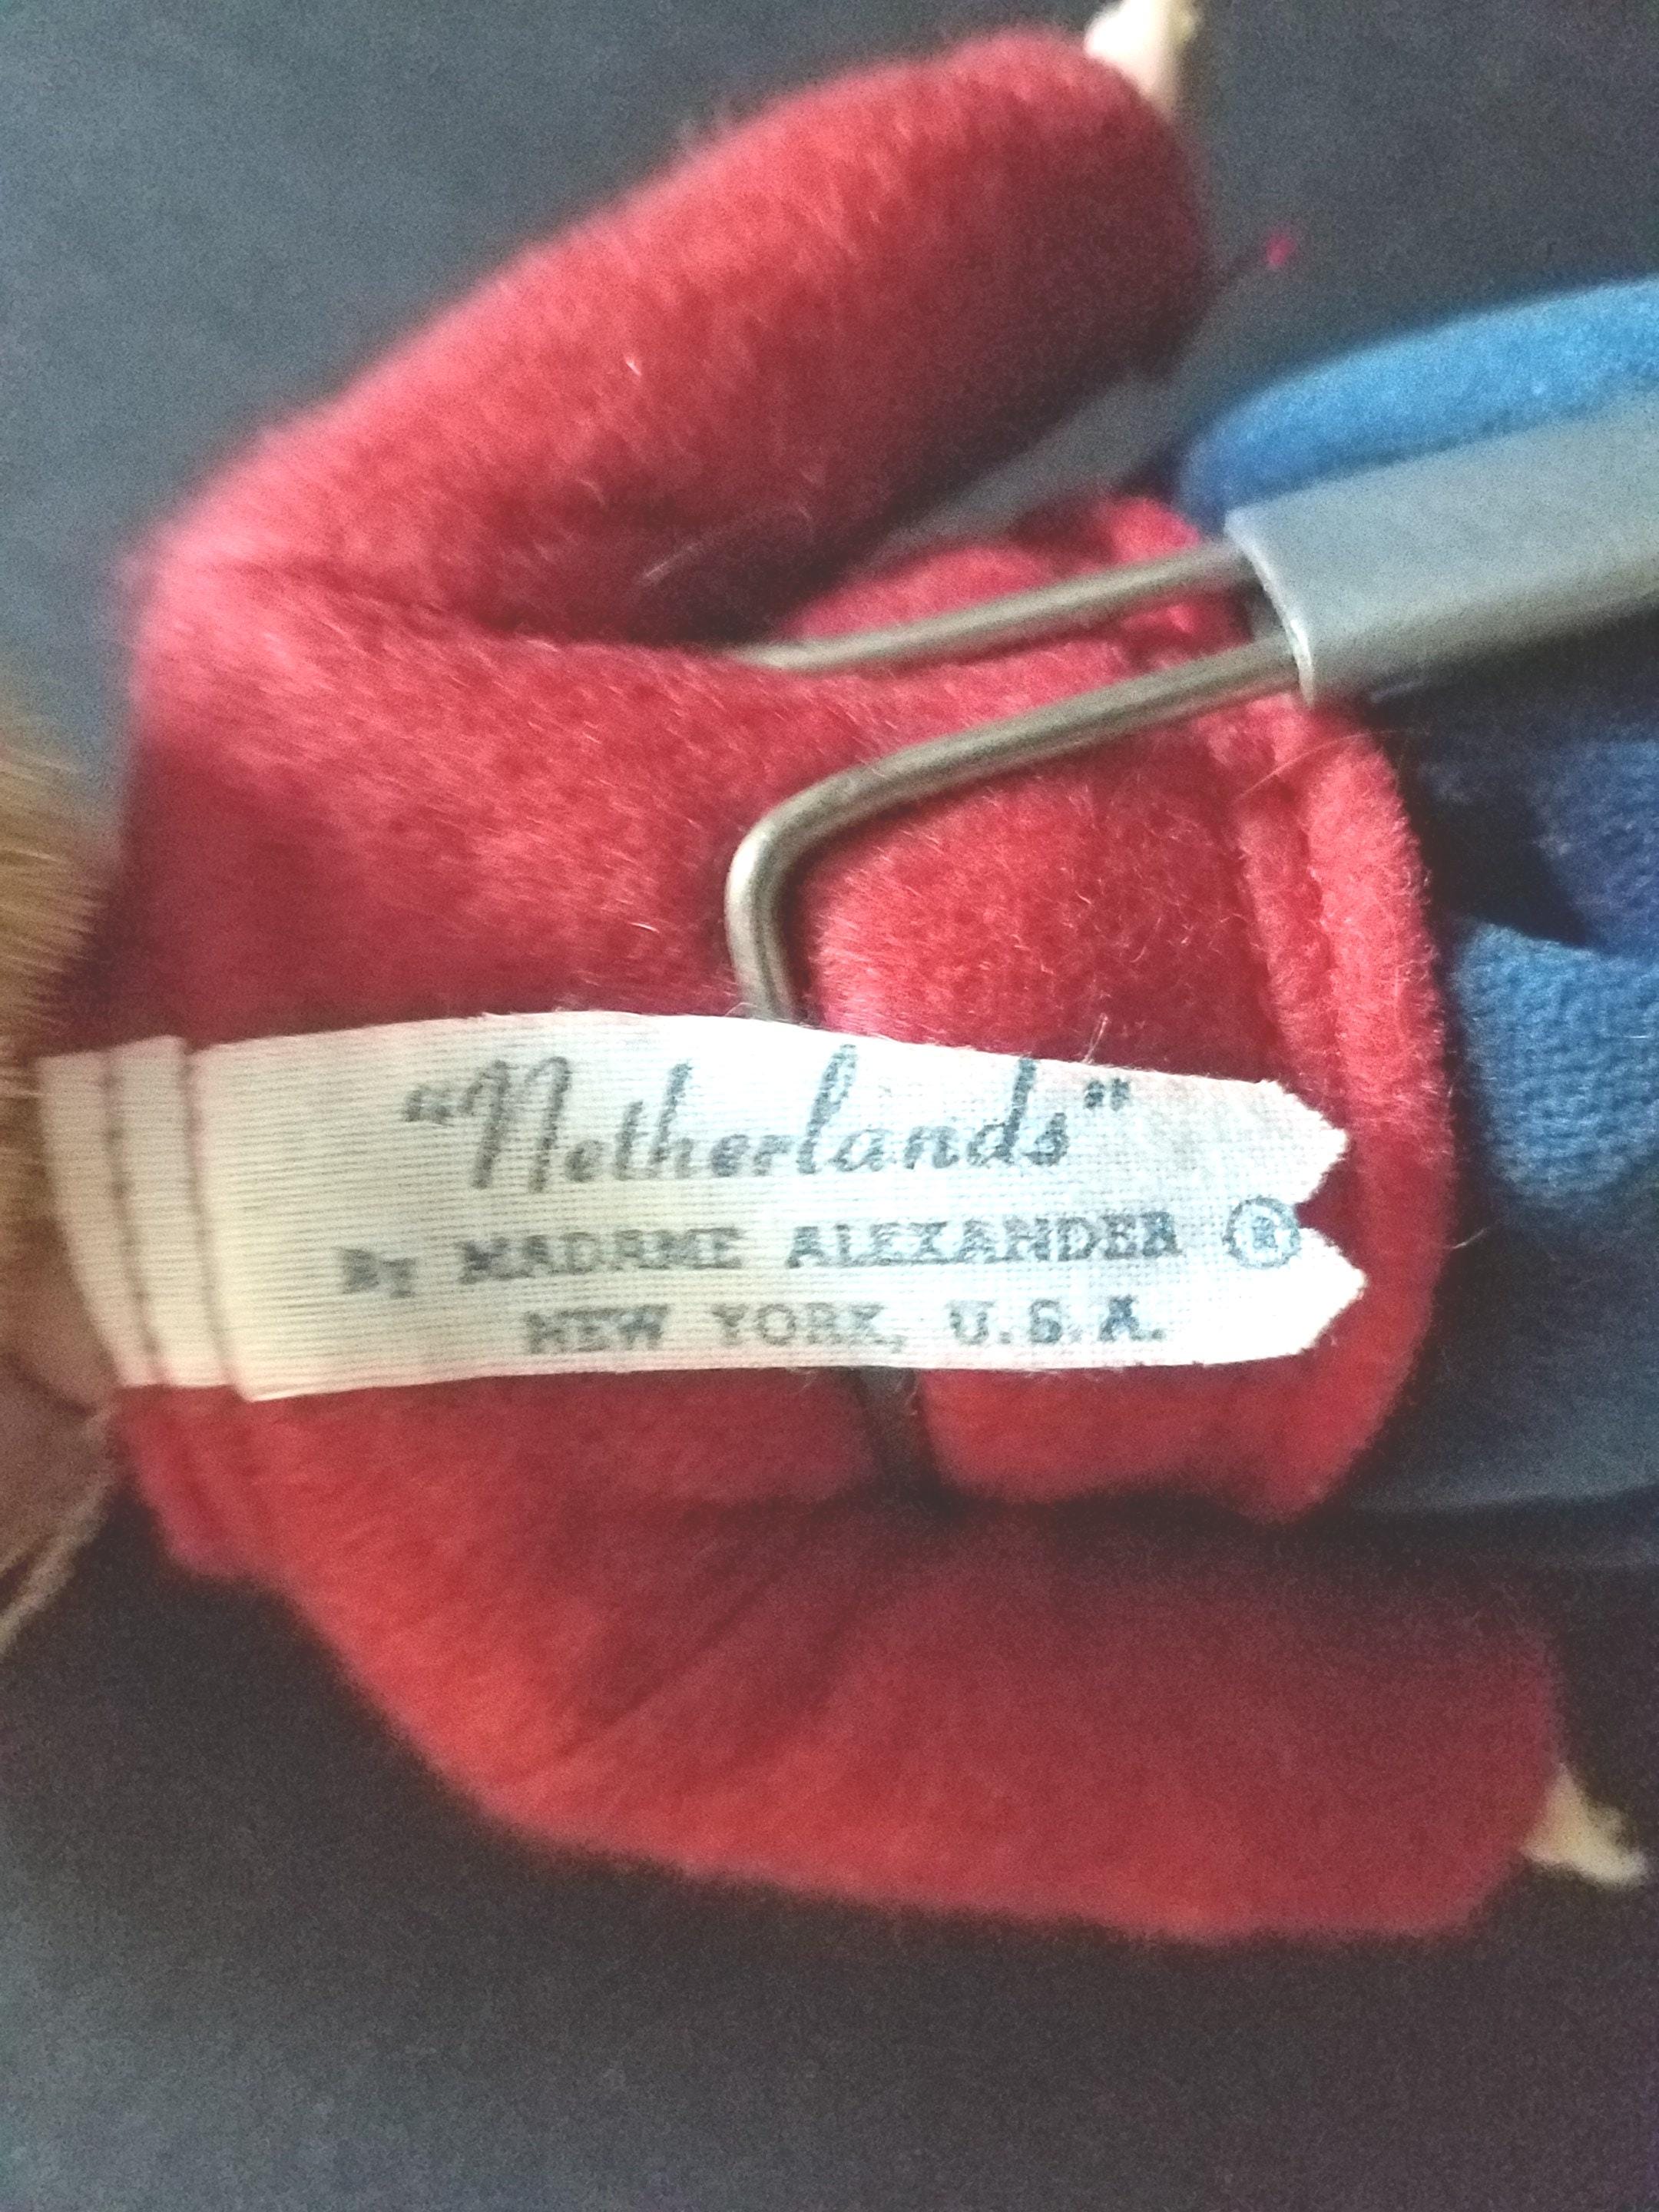 "Netherlands"
By MADAME ALEXANDER ®
NEW YORK, U.S.A.